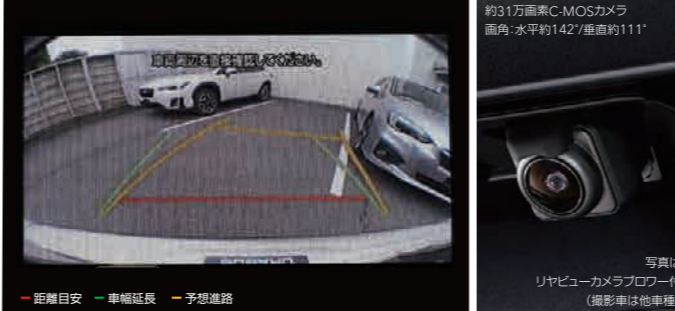 車両周辺を直接確認してください。
距離目安
車幅延長
予想進路
約31万画素C-MOSカメラ
画角：水平約142°/垂直約111°
写真は
リヤビューカメラブロワー付
（撮影車は他車種